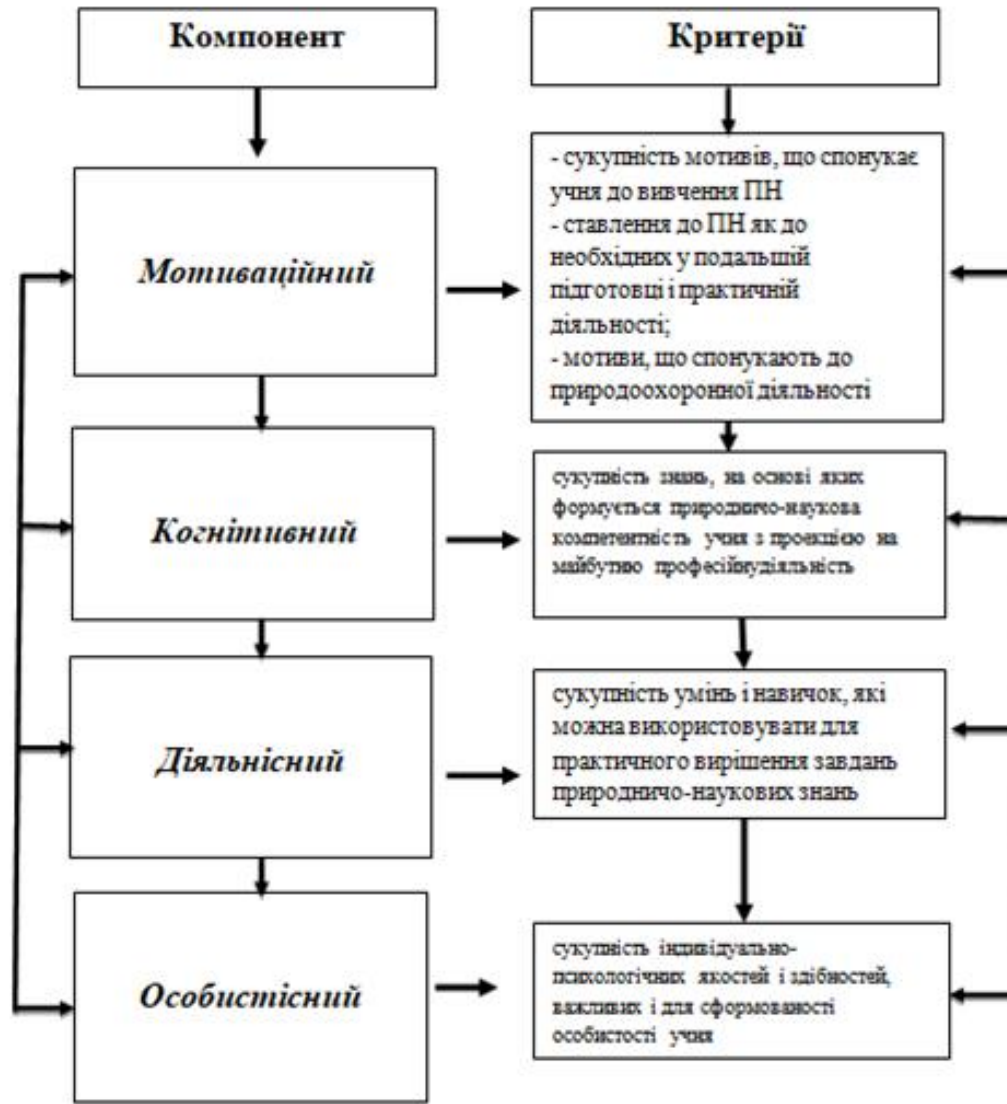 Компонент
Критерії
Мотиваційний
- сукупність мотивів, що спонукає
учня до вивчення ПН
- ставлення до ПН як до
необхідних у подальшій
підготовці і практичній
діяльності;
- мотиви, що спонукають до
природоохоронної діяльності
Когнітивний
сукупність знань, на основі яких
формується природничо-наукова
компетентність учня з проекцією на
майбутню професійнудіяльність
Діяльнісний
сукупність умінь і навичок, які
можна використовувати для
практичного вирішення завдань
природничо-наукових знань
Особистісний
сукупність індивідуально-
психологічних якостей і здібностей,
важливих і для сформованості
особистості учня